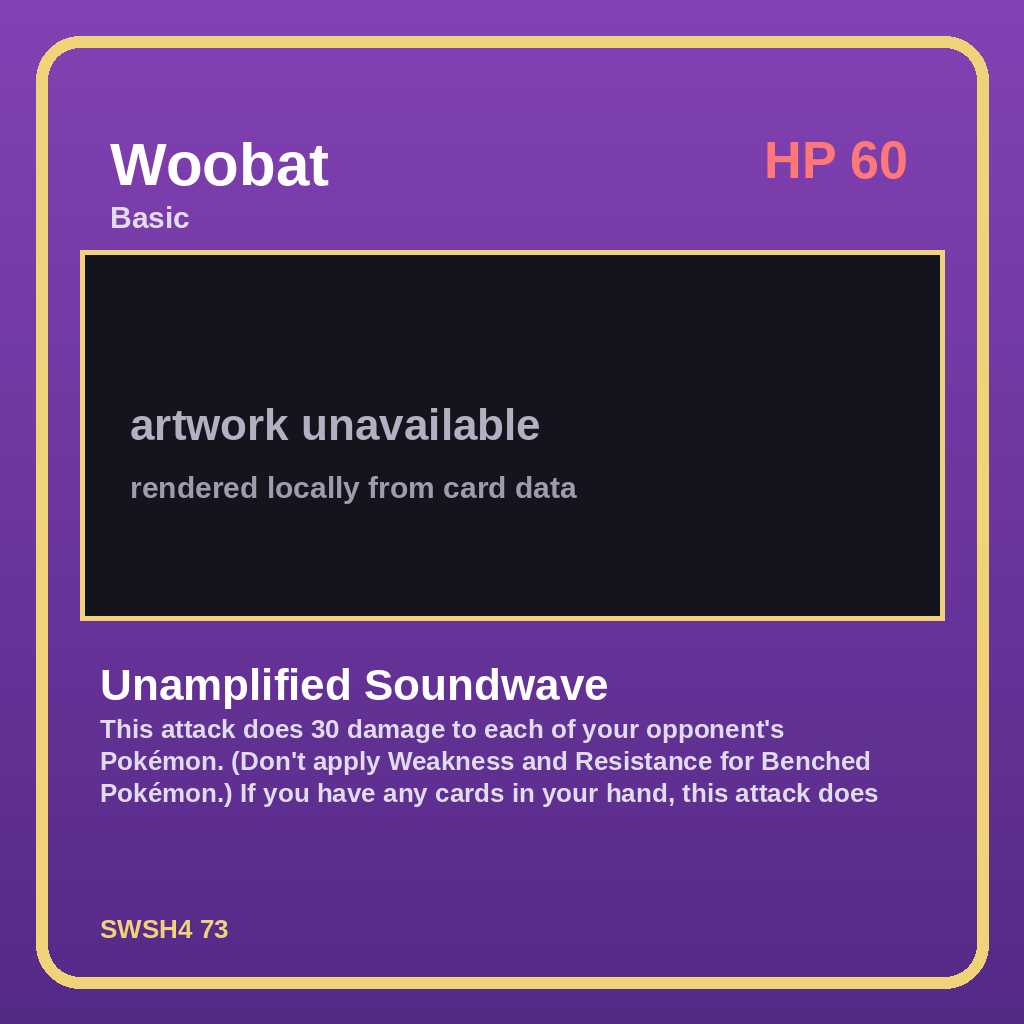 Woobat
HP 60
Basic
artwork unavailable
rendered locally from card data
Unamplified Soundwave
This attack does 30 damage to each of your opponent's
Pokémon. (Don't apply Weakness and Resistance for Benched
Pokémon.) If you have any cards in your hand, this attack does
SWSH4 73